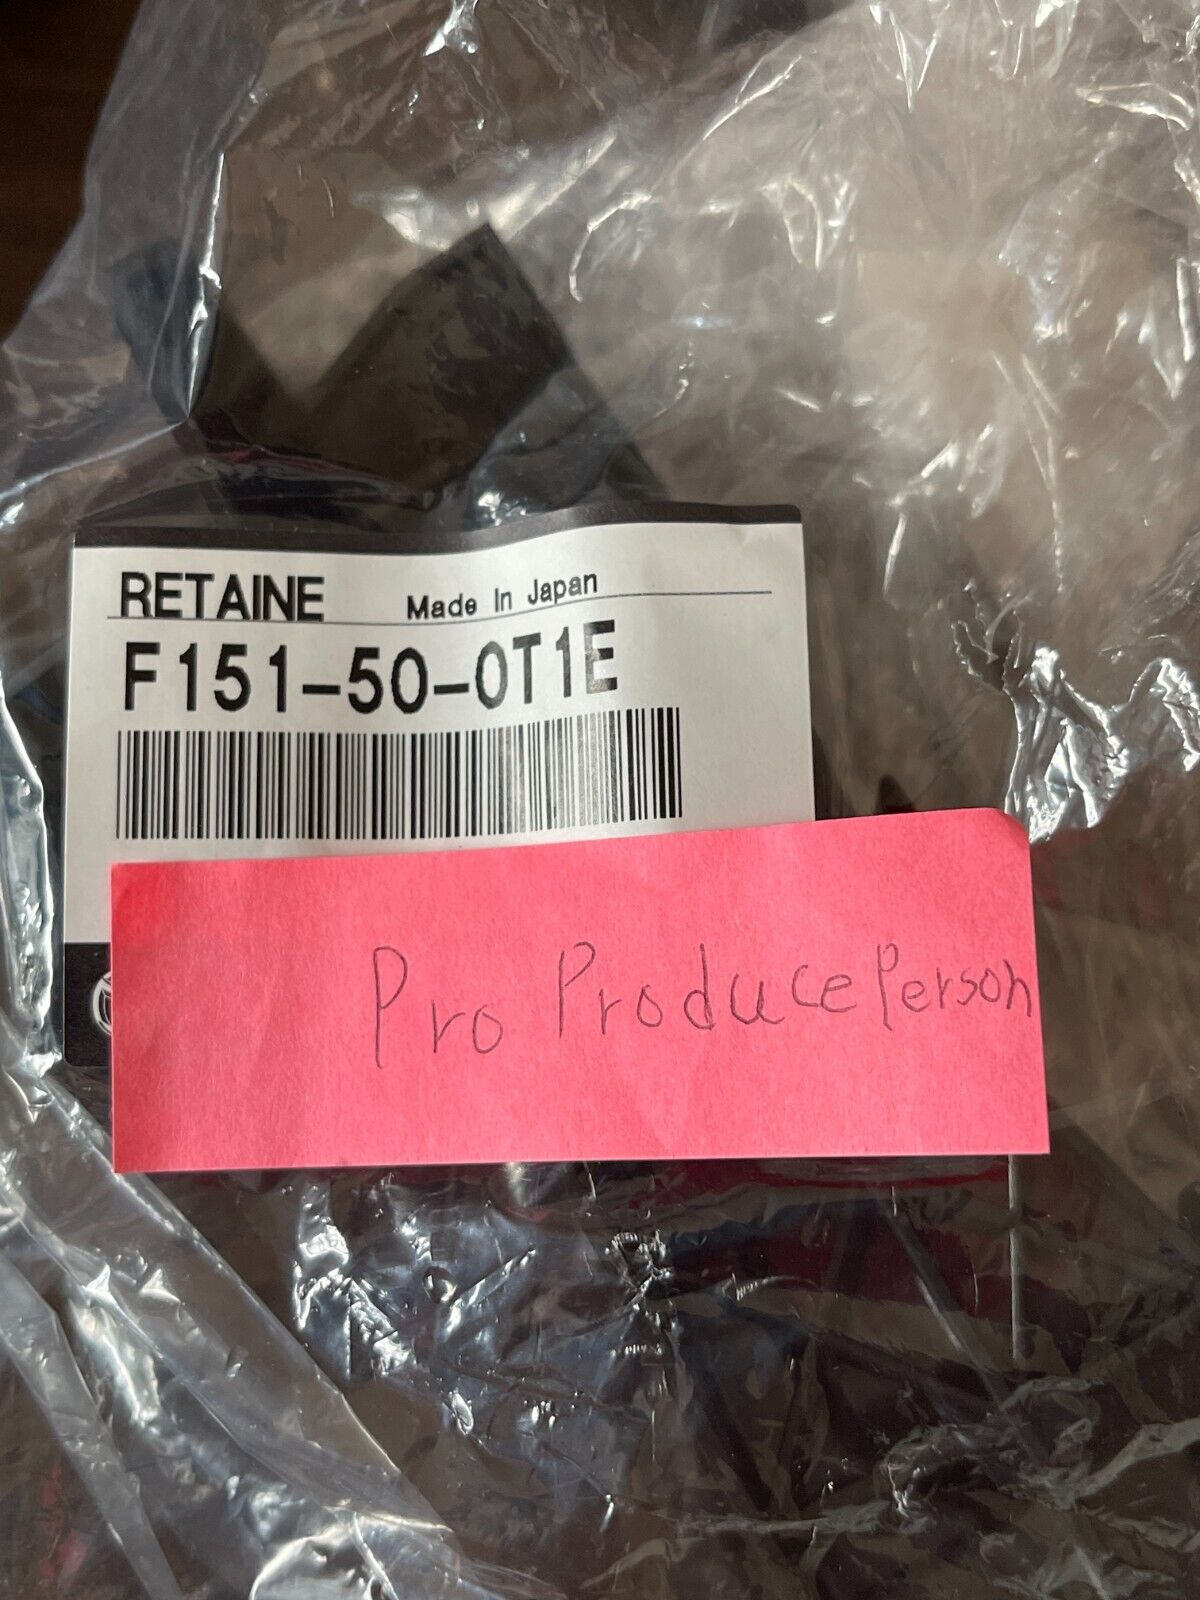 RETAINE Made In Japan
F151-50-0T1E
Pro ProducePerson